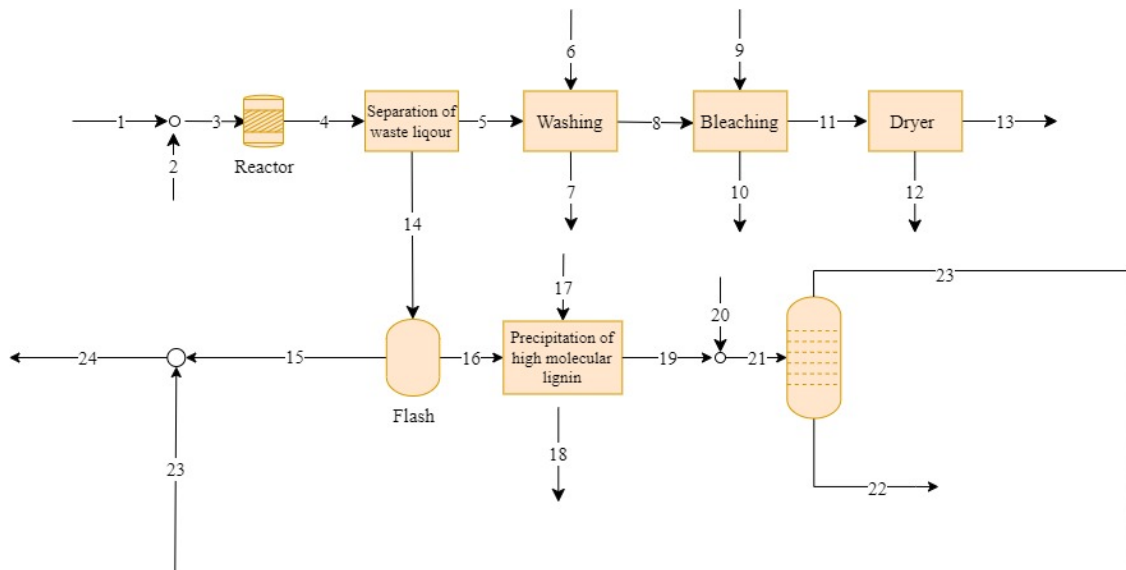 6
9
1
3
4
Separation of
waste liqour
5
Washing
8
Bleaching
11
Dryer
13
2
Reactor
7
10
12
14
17
20
23
24
15
16
Precipitation of
high molecular
lignin
19
21
Flash
18
23
22